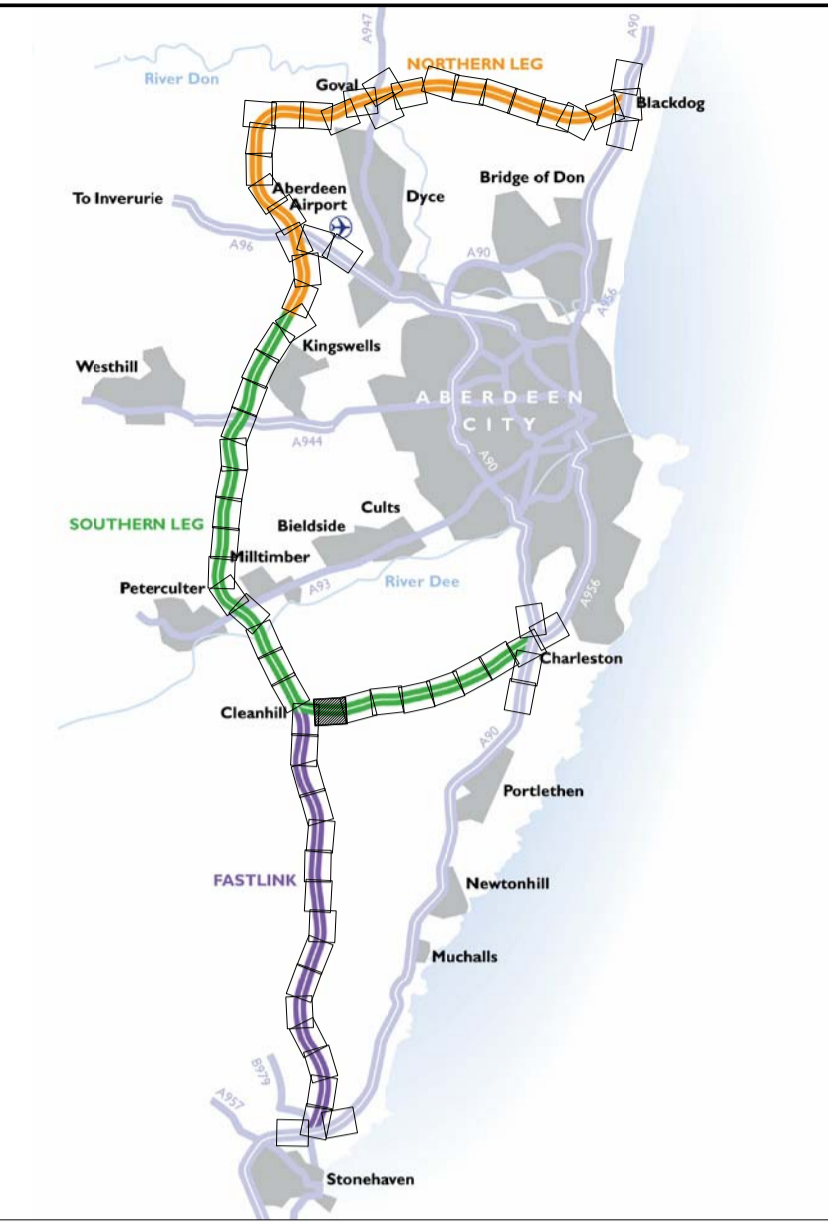 A947
A90
NORTHERN LEG
River Don
Goval
Blackdog
Bridge of Don
Aberdeen
Airport
Dyce
To Inverurie
A96
A90
A956
Kingswells
Westhill
ABERDEEN
CITY
A944
A90
Cults
SOUTHERN LEG
Bieldside
Milltimber
River Dee
Peterculter
A93
A956
Charleston
Cleanhill
A90
Portlethen
FASTLINK
Newtonhill
Muchalls
B979
A957
Stonehaven